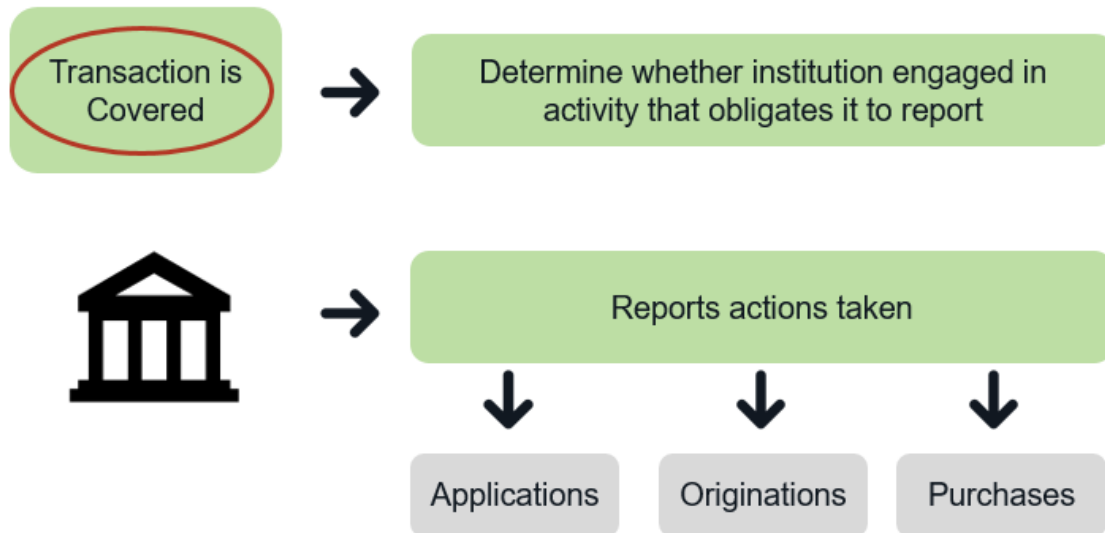 Transaction is
Covered
Determine whether institution engaged in
activity that obligates it to report
Reports actions taken
Applications
Originations
Purchases